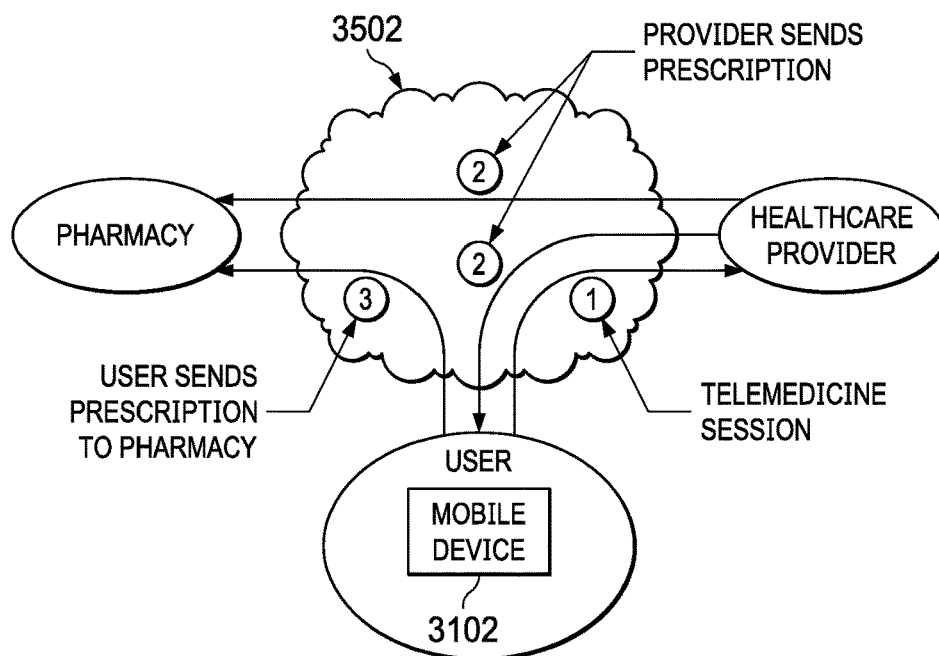 3502
PROVIDER SENDS
PRESCRIPTION
2
PHARMACY
HEALTHCARE
PROVIDER
2
3
1
USER SENDS
PRESCRIPTION
TO PHARMACY
TELEMEDICINE
SESSION
USER
MOBILE
DEVICE
3102